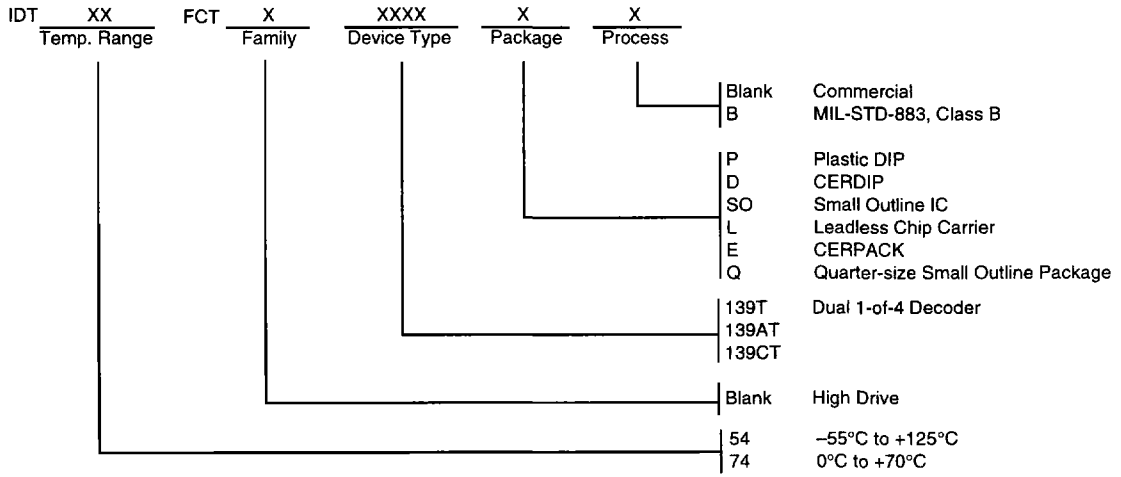 IDT XX FCT X XXXX X X
Temp. Range Family Device Type Package Process
Blank Commercial
B MIL-STD-883, Class B
P Plastic DIP
D CERDIP
SO Small Outline IC
L Leadless Chip Carrier
E CERPACK
Q Quarter-size Small Outline Package
139T Dual 1-of-4 Decoder
139AT
139CT
Blank High Drive
54 –55°C to +125°C
74 0°C to +70°C